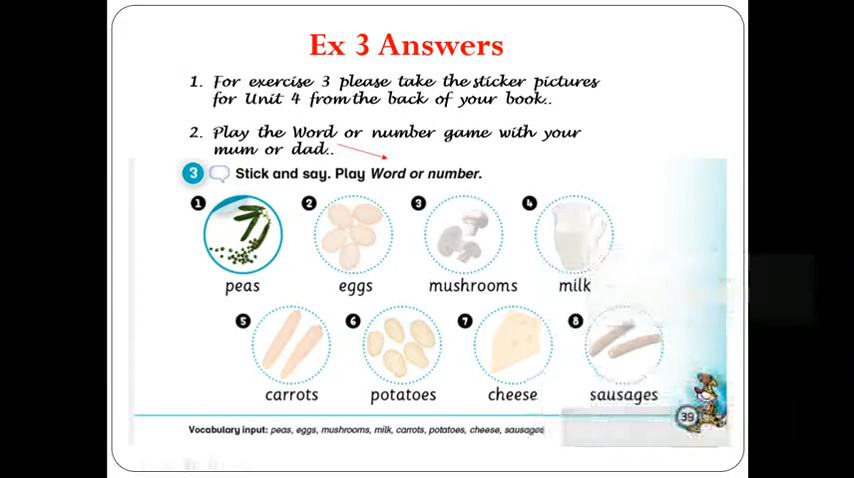 Ex 3 Answers
1. For exercise 3 please take the sticker pictures
for Unit 4 from the back of your book..
2. Play the Word or number game with your
mum or dad..
3 Stick and say. Play Word or number.
1 2 3 4
peas eggs mushrooms milk
5 6 7 8
carrots potatoes cheese sausages
39
Vocabulary input: peas, eggs, mushrooms, milk, carrots, potatoes, cheese, sausages